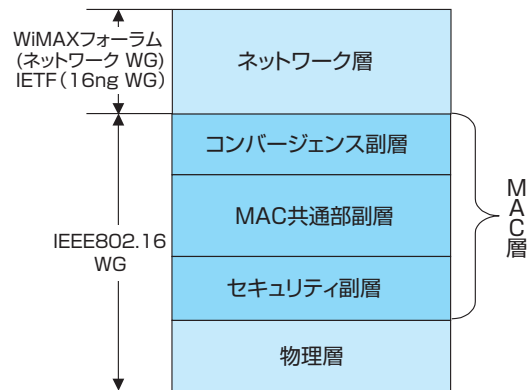 WiMAXフォーラム
(ネットワーク WG)
IETF(16ng WG)
ネットワーク層
コンバージェンス副層
MAC共通部副層
セキュリティ副層
物理層
IEEE802.16
WG
MAC層